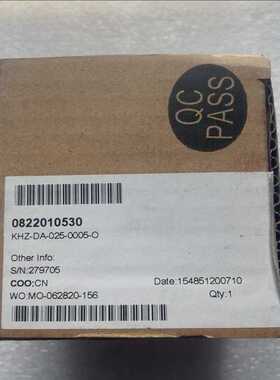 QC
PASS
0822010530
KHZ-DA-025-0005-O
Other Info:
S/N:279705
COO:CN
Date:154851200710
WO:MO-062820-156
Qty:1